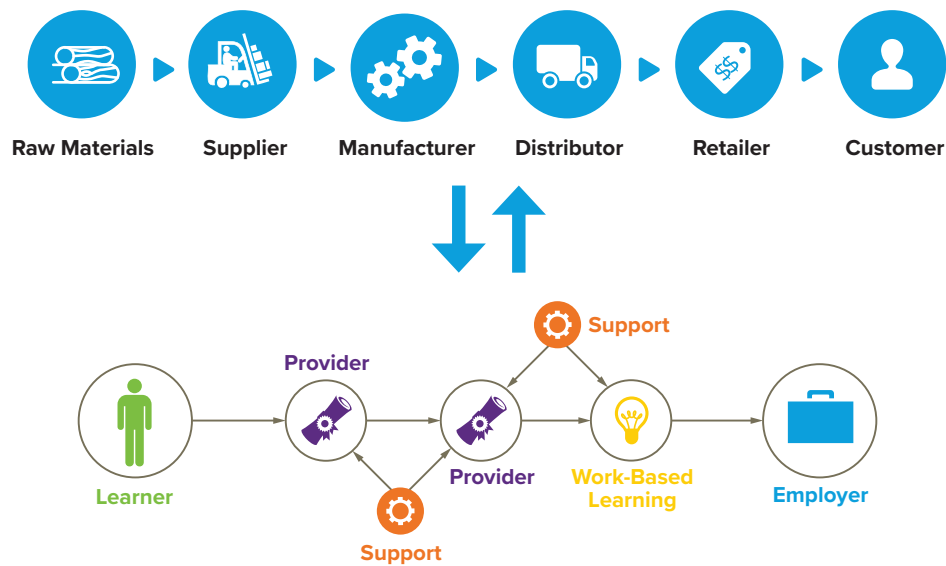 Raw Materials
Supplier
Manufacturer
Distributor
Retailer
Customer
Support
Provider
Learner
Provider
Work-Based
Learning
Employer
Support